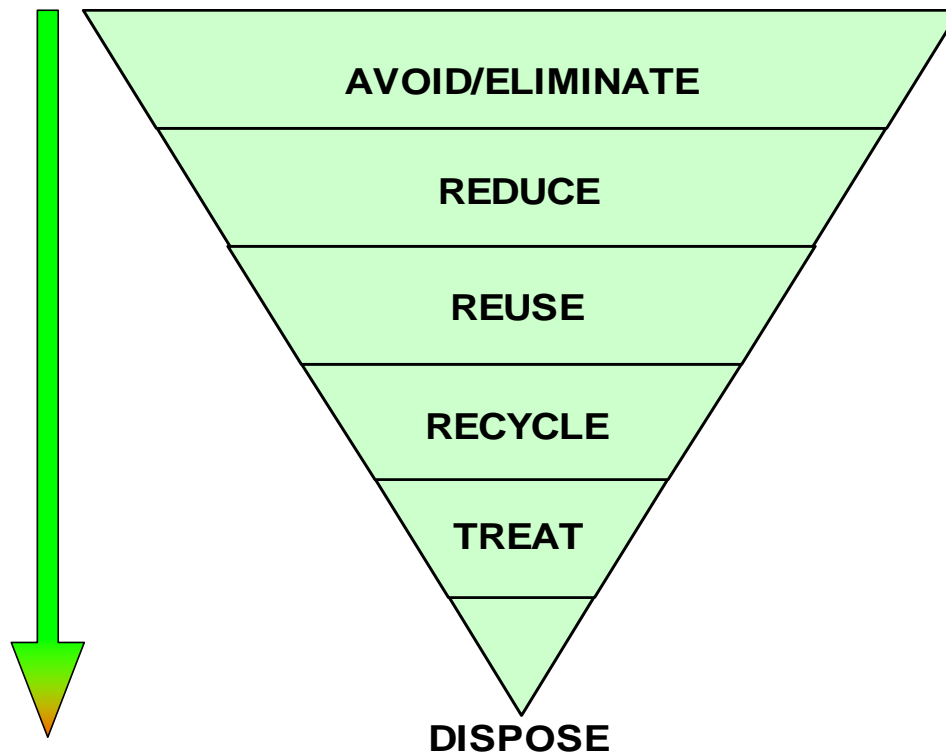 AVOID/ELIMINATE
REDUCE
REUSE
RECYCLE
TREAT
DISPOSE